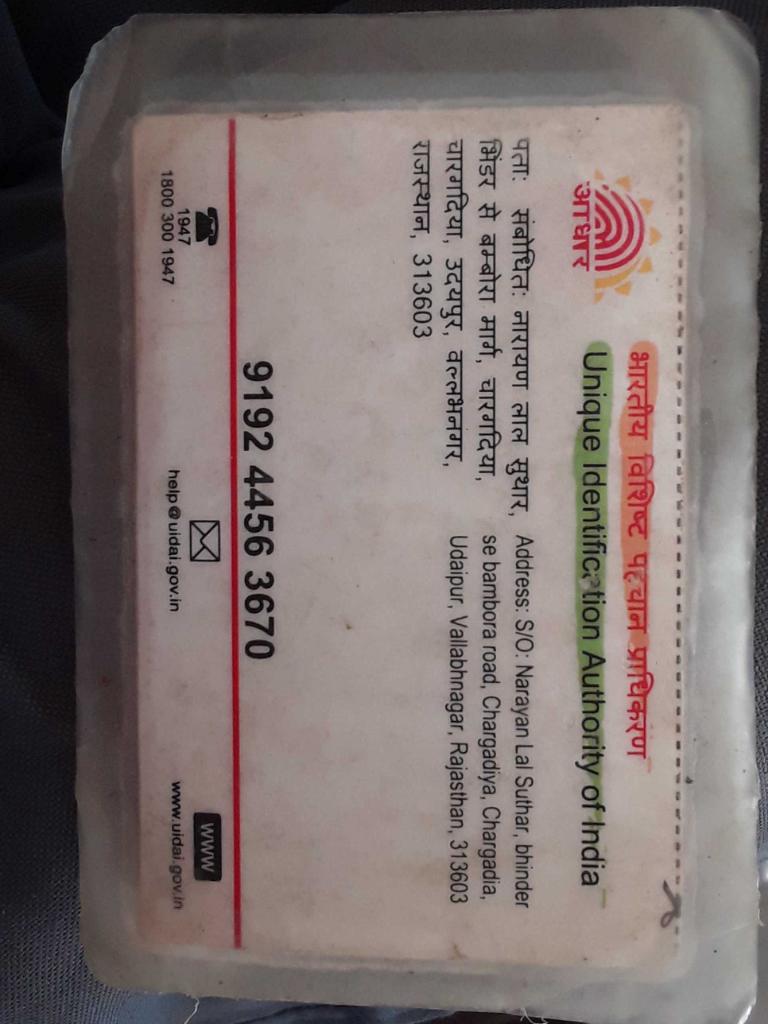 आधार
भारतीय विशिष्ट पहचान प्राधिकरण
Unique Identification Authority of India
पताः संबोधितः नारायण लाल सुथार,
भिंडर से बम्बोरा मार्ग, चारगदिया,
चारगदिया, उदयपुर, वल्लभनगर,
राजस्थान, 313603
Address: S/O: Narayan Lal Suthar, bhinder
se bambora road, Chargadiya, Chargadia,
Udaipur, Vallabhnagar, Rajasthan, 313603
9192 4456 3670
1947
1800 300 1947
help@uidai.gov.in
www
www.uidai.gov.in